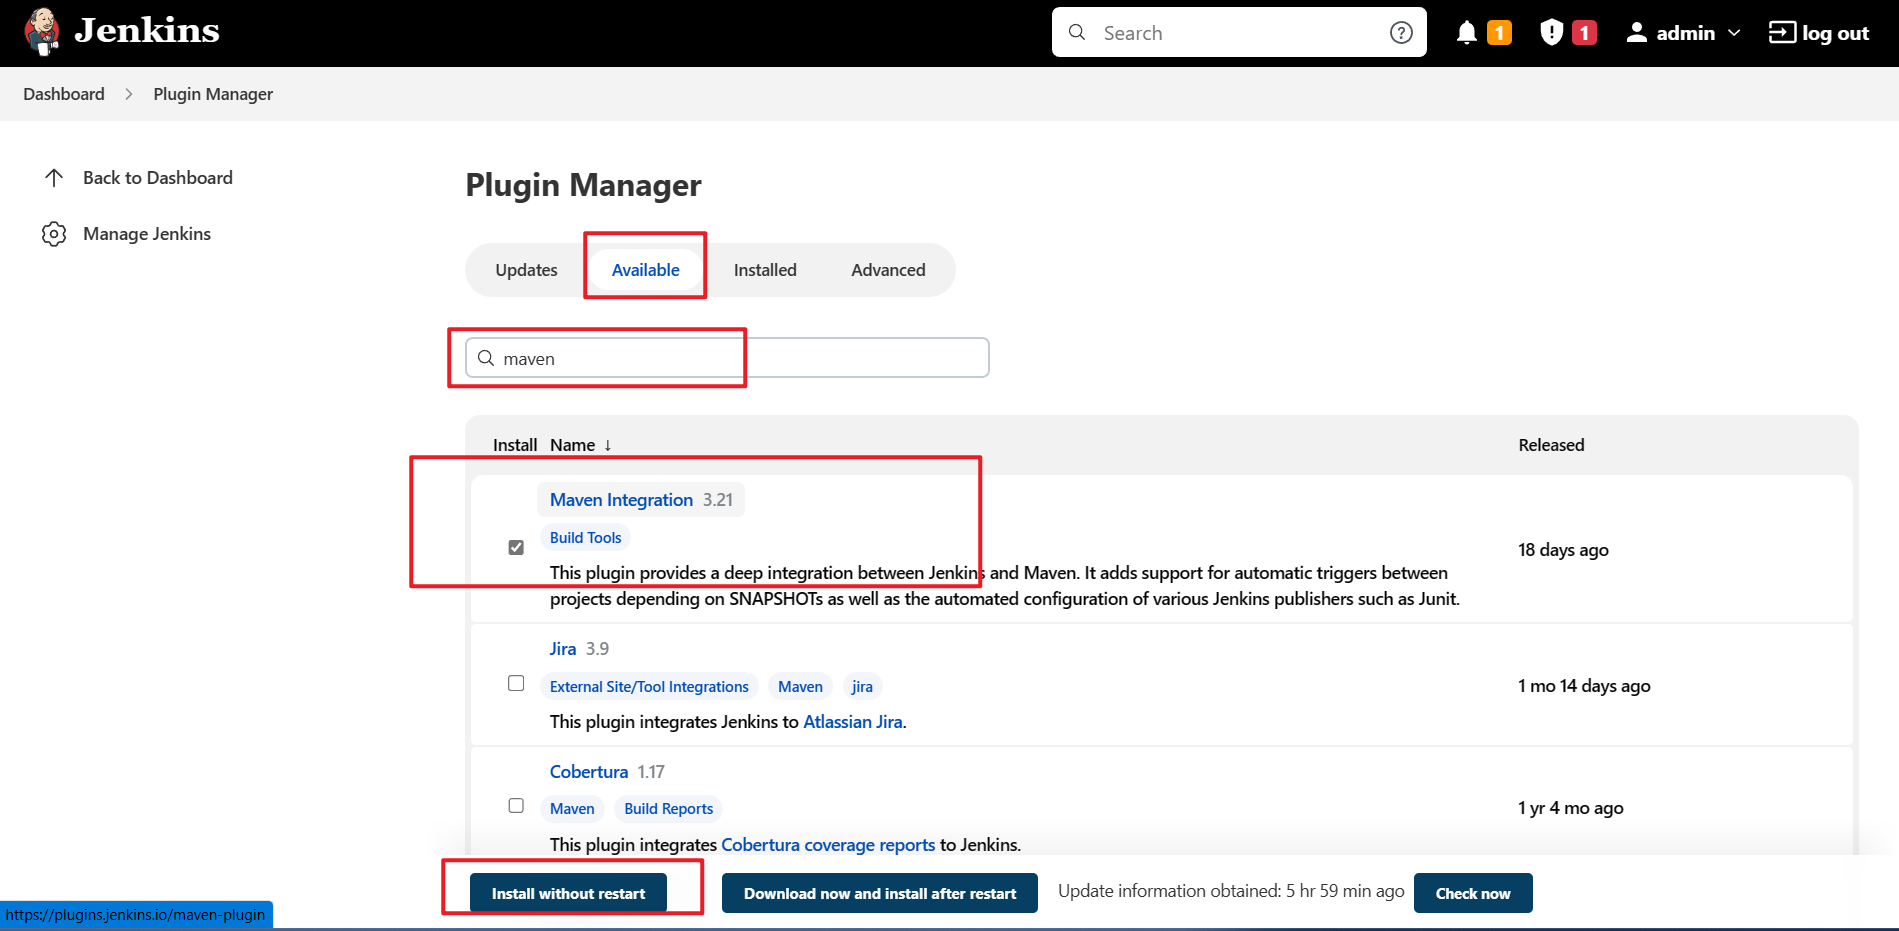 Jenkins
Search
1
1
admin
log out
Dashboard
Plugin Manager
Back to Dashboard
Manage Jenkins
Plugin Manager
Updates
Available
Installed
Advanced
maven
Install Name ↓ Released
Maven Integration 3.21
Build Tools
This plugin provides a deep integration between Jenkins and Maven. It adds support for automatic triggers between
projects depending on SNAPSHOTs as well as the automated configuration of various Jenkins publishers such as Junit.
18 days ago
Jira 3.9
External Site/Tool Integrations Maven jira
This plugin integrates Jenkins to Atlassian Jira.
1 mo 14 days ago
Cobertura 1.17
Maven Build Reports
This plugin integrates Cobertura coverage reports to Jenkins.
1 yr 4 mo ago
Install without restart
Download now and install after restart
Update information obtained: 5 hr 59 min ago
Check now
https://plugins.jenkins.io/maven-plugin